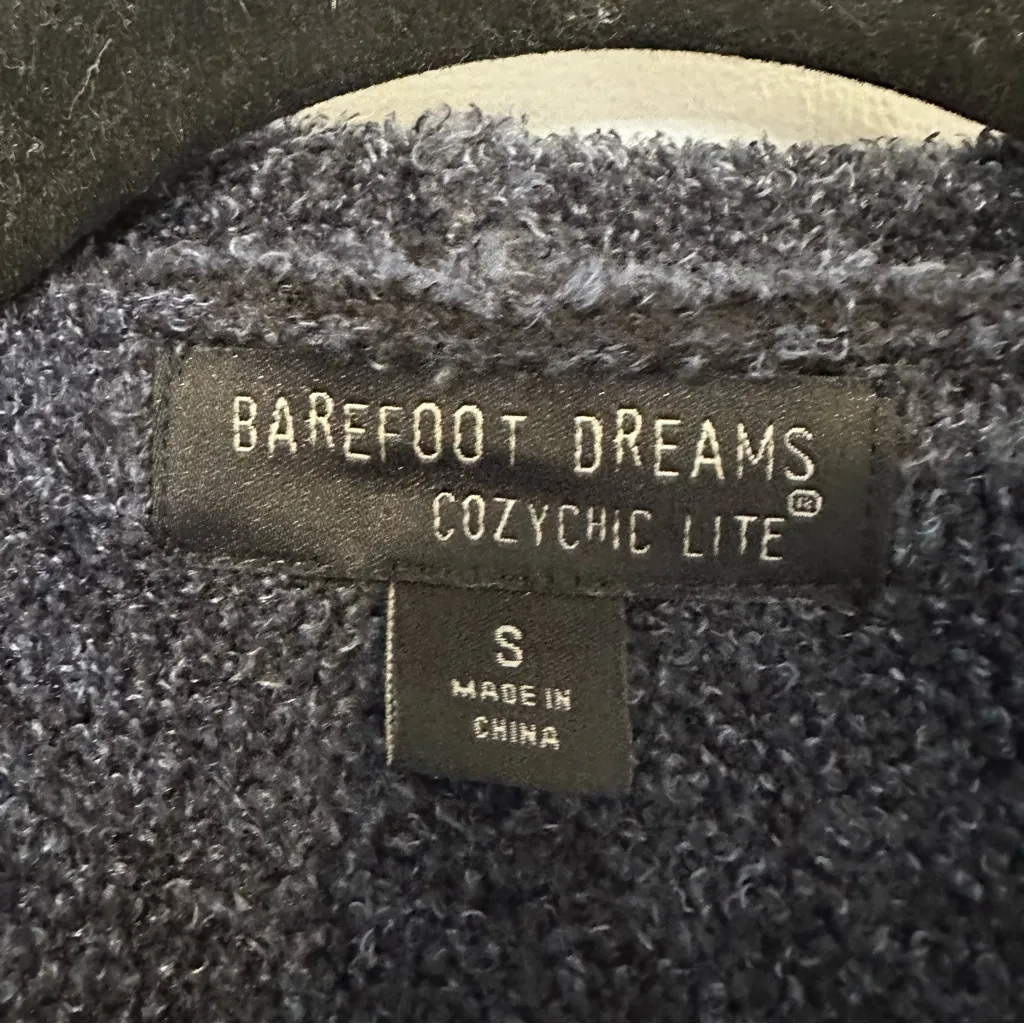 BAREFOOT DREAMS
COZYCHIC LITE®
S
MADE IN
CHINA